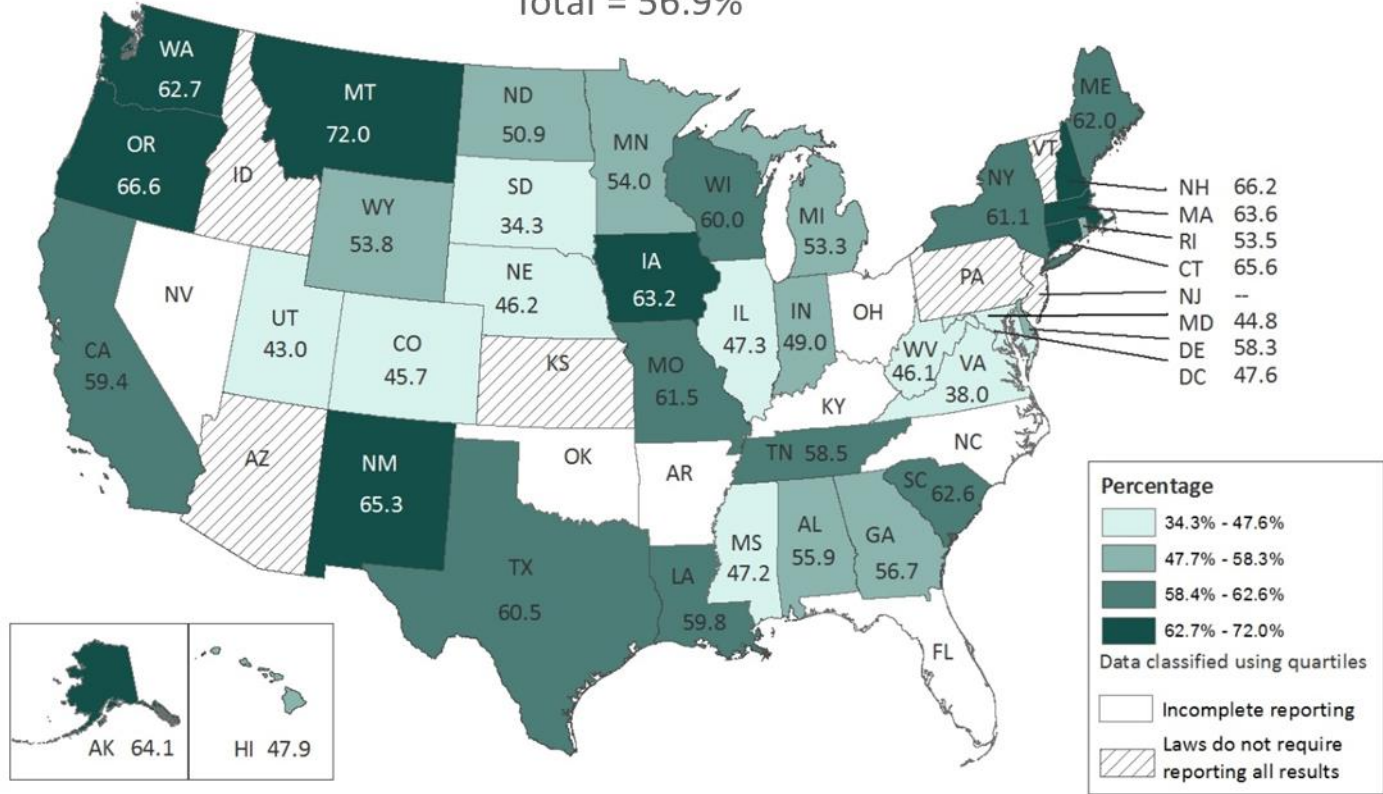 Total = 56.9%
WA
62.7
OR
66.6
CA
59.4
NV
ID
MT
72.0
WY
53.8
UT
43.0
CO
45.7
AZ
NM
65.3
ND
50.9
SD
34.3
NE
46.2
KS
OK
TX
60.5
MN
54.0
IA
63.2
MO
61.5
AR
LA
59.8
WI
60.0
IL
47.3
MI
53.3
IN
49.0
OH
KY
TN 58.5
MS
47.2
AL
55.9
GA
56.7
FL
SC 62.6
NC
WV
46.1
VA
38.0
PA
NY
61.1
VT
ME
62.0
NH 66.2
MA 63.6
RI 53.5
CT 65.6
NJ --
MD 44.8
DE 58.3
DC 47.6
AK 64.1
HI 47.9
Percentage
34.3% - 47.6%
47.7% - 58.3%
58.4% - 62.6%
62.7% - 72.0%
Data classified using quartiles
Incomplete reporting
Laws do not require
reporting all results